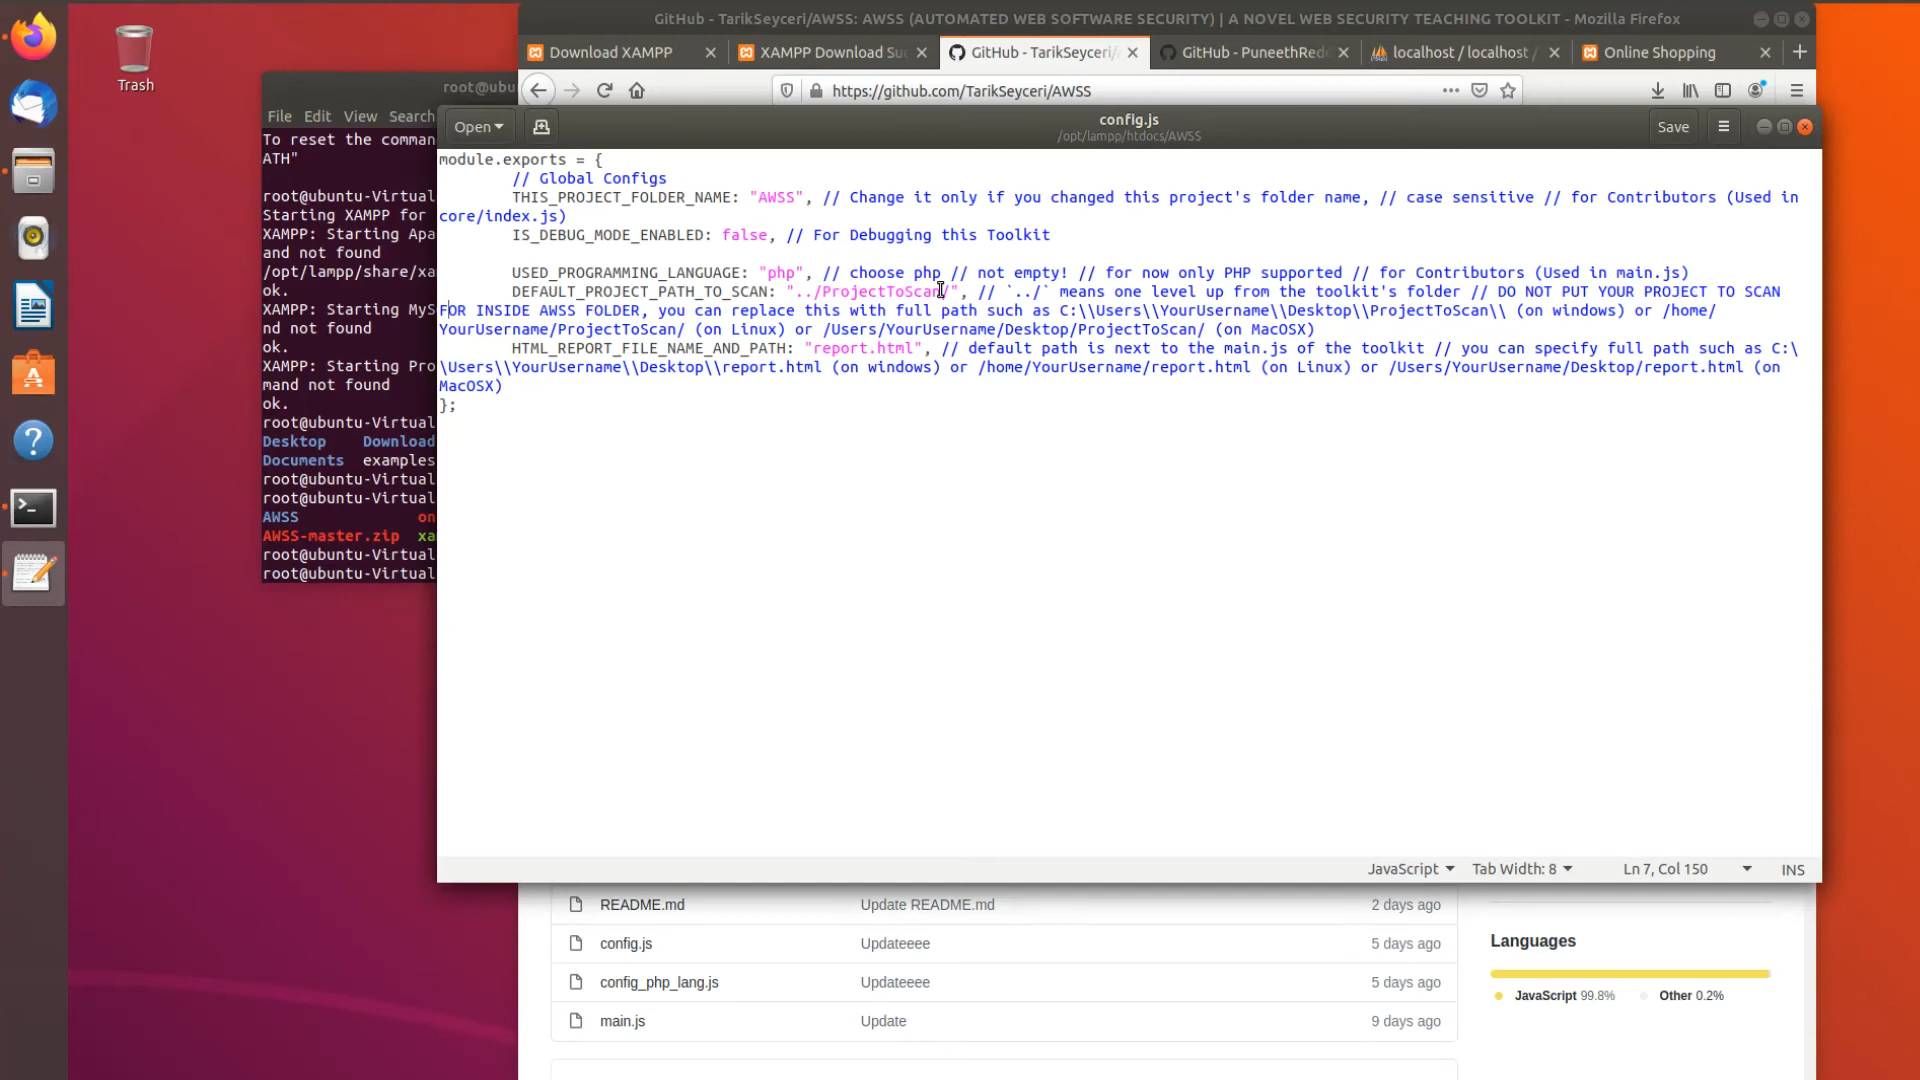 GitHub - TarikSeyceri/AWSS: AWSS (AUTOMATED WEB SOFTWARE SECURITY) | A NOVEL WEB SECURITY TEACHING TOOLKIT - Mozilla Firefox
Trash
Download XAMPP
XAMPP Download Suc
GitHub - TarikSeyceri/
GitHub - PuneethRed
localhost / localhost /
Online Shopping
https://github.com/TarikSeyceri/AWSS
root@ubu
File Edit View Search
To reset the comman
ATH"
root@ubuntu-Virtual
Starting XAMPP for
XAMPP: Starting Apa
and not found
/opt/lampp/share/xa
ok.
XAMPP: Starting MyS
nd not found
ok.
XAMPP: Starting Pro
mand not found
ok.
root@ubuntu-Virtual
Desktop Download
Documents examples
root@ubuntu-Virtual
root@ubuntu-Virtual
AWSS on
AWSS-master.zip xa
root@ubuntu-Virtual
root@ubuntu-Virtual
Open
config.js
/opt/lampp/htdocs/AWSS
Save
module.exports = {
// Global Configs
THIS_PROJECT_FOLDER_NAME: "AWSS", // Change it only if you changed this project's folder name, // case sensitive // for Contributors (Used in
core/index.js)
IS_DEBUG_MODE_ENABLED: false, // For Debugging this Toolkit
USED_PROGRAMMING_LANGUAGE: "php", // choose php // not empty! // for now only PHP supported // for Contributors (Used in main.js)
DEFAULT_PROJECT_PATH_TO_SCAN: "../ProjectToScan/", // `../` means one level up from the toolkit's folder // DO NOT PUT YOUR PROJECT TO SCAN
FOR INSIDE AWSS FOLDER, you can replace this with full path such as C:\\Users\\YourUsername\\Desktop\\ProjectToScan\\ (on windows) or /home/
YourUsername/ProjectToScan/ (on Linux) or /Users/YourUsername/Desktop/ProjectToScan/ (on MacOSX)
HTML_REPORT_FILE_NAME_AND_PATH: "report.html", // default path is next to the main.js of the toolkit // you can specify full path such as C:\
\Users\\YourUsername\\Desktop\\report.html (on windows) or /home/YourUsername/report.html (on Linux) or /Users/YourUsername/Desktop/report.html (on
MacOSX)
};
JavaScript Tab Width: 8 Ln 7, Col 150 INS
README.md Update README.md 2 days ago
config.js Updateeee 5 days ago
config_php_lang.js Updateeee 5 days ago
main.js Update 9 days ago
Languages
JavaScript 99.8% Other 0.2%